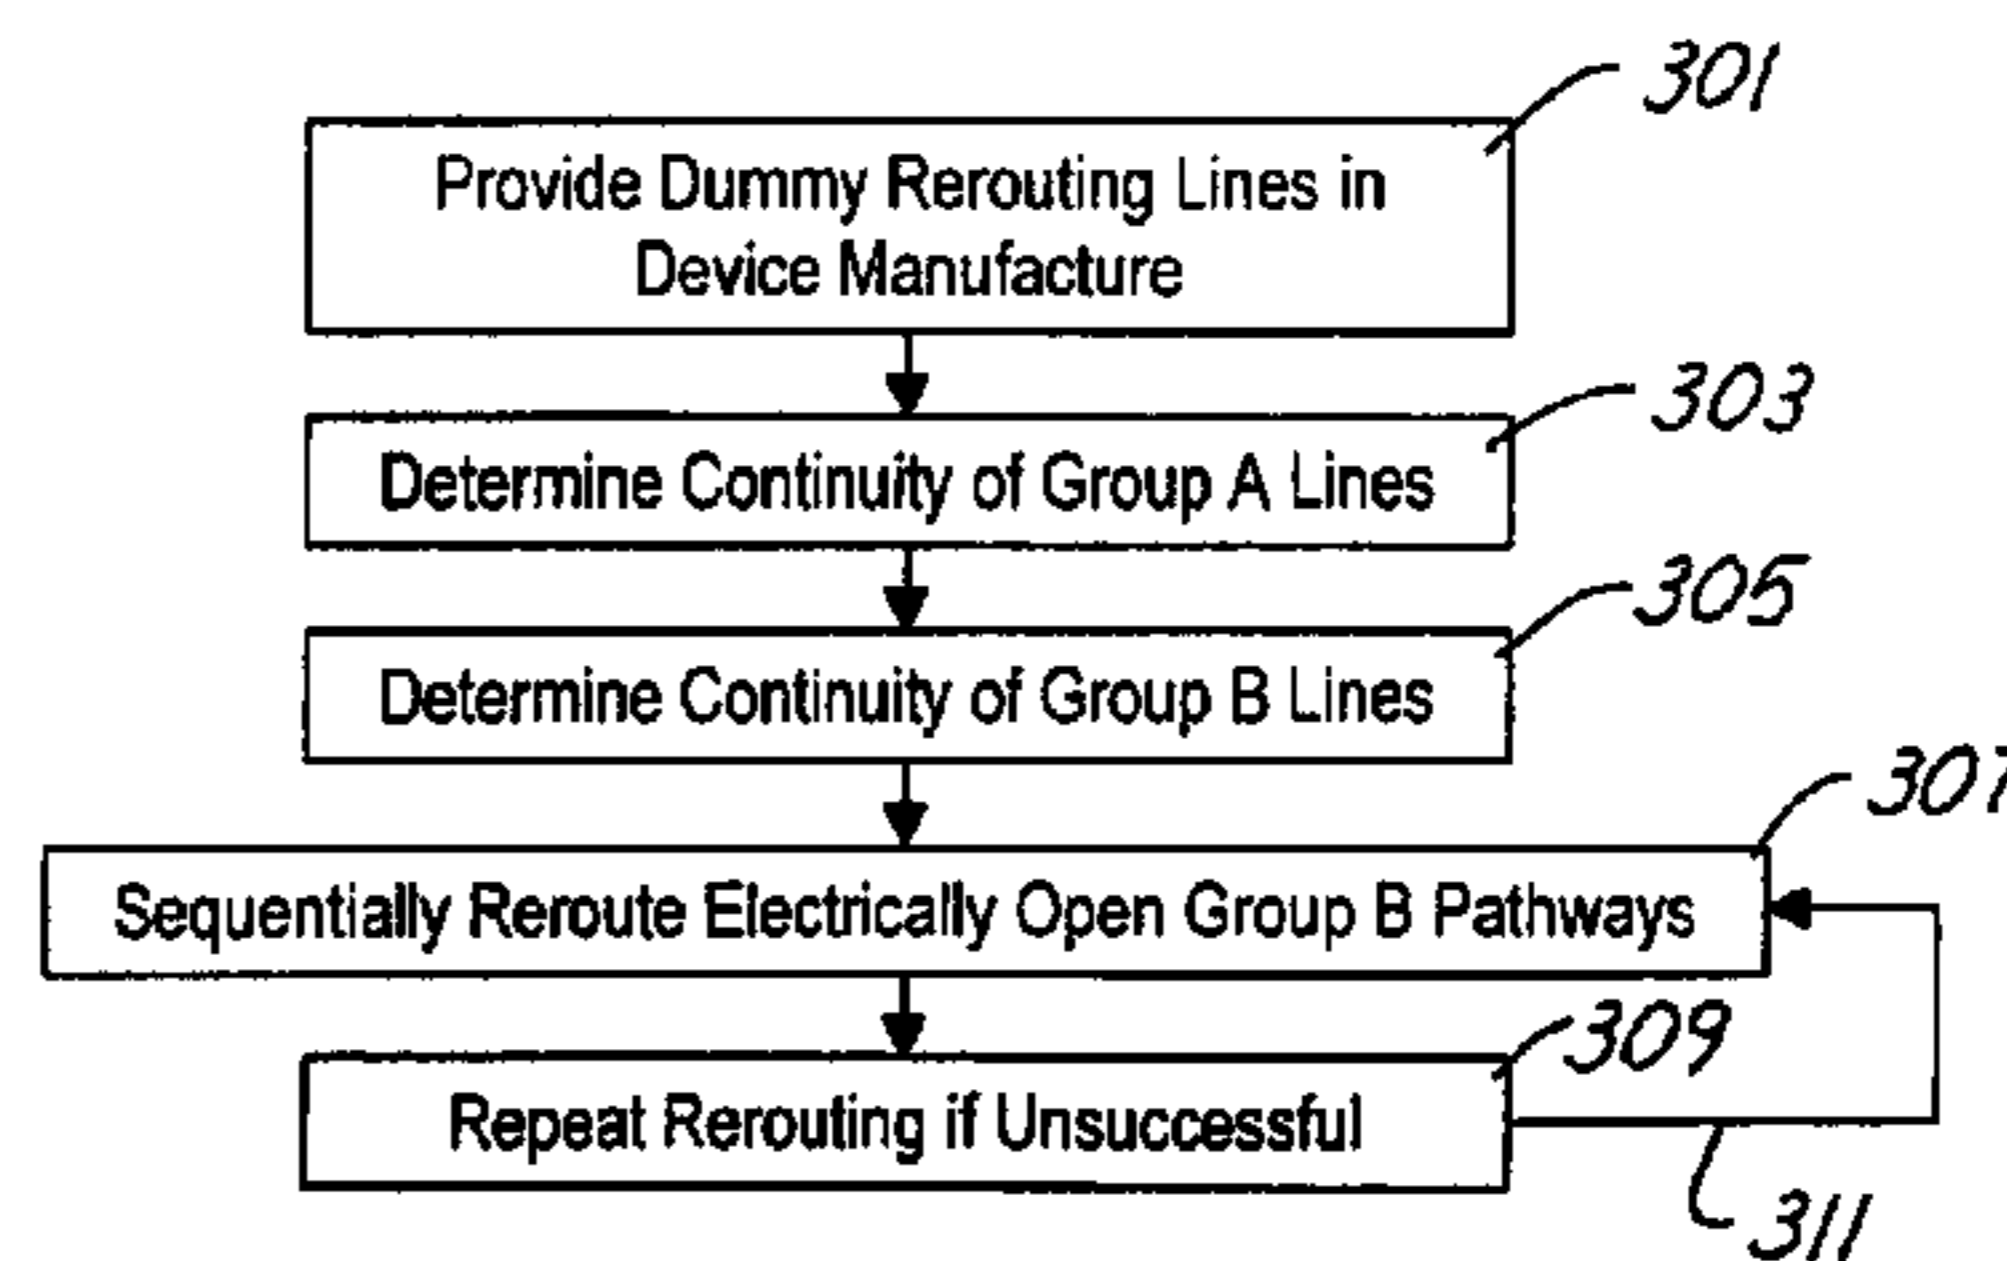 301
Provide Dummy Rerouting Lines in
Device Manufacture
303
Determine Continuity of Group A Lines
305
Determine Continuity of Group B Lines
307
Sequentially Reroute Electrically Open Group B Pathways
309
Repeat Rerouting if Unsuccessful
311